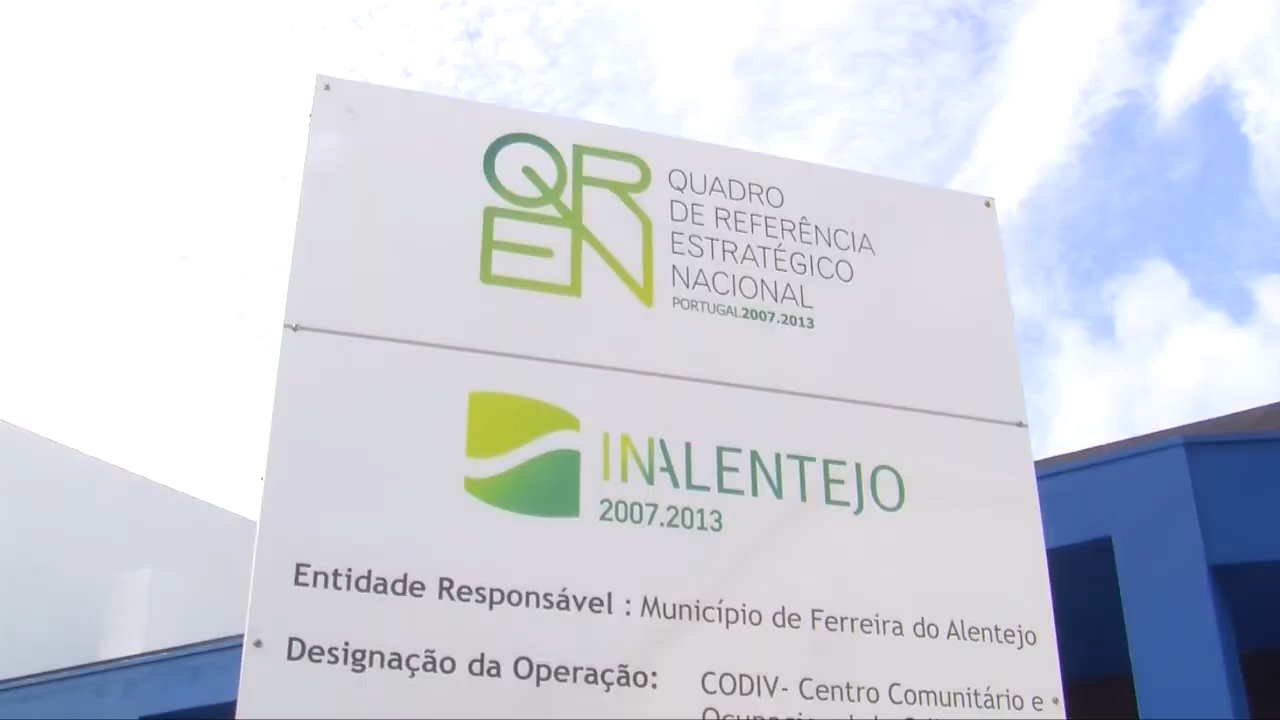 QREN
QUADRO
DE REFERÊNCIA
ESTRATÉGICO
NACIONAL
PORTUGAL2007.2013
INALENTEJO
2007.2013
Entidade Responsável : Município de Ferreira do Alentejo
Designação da Operação: CODIV- Centro Comunitário e